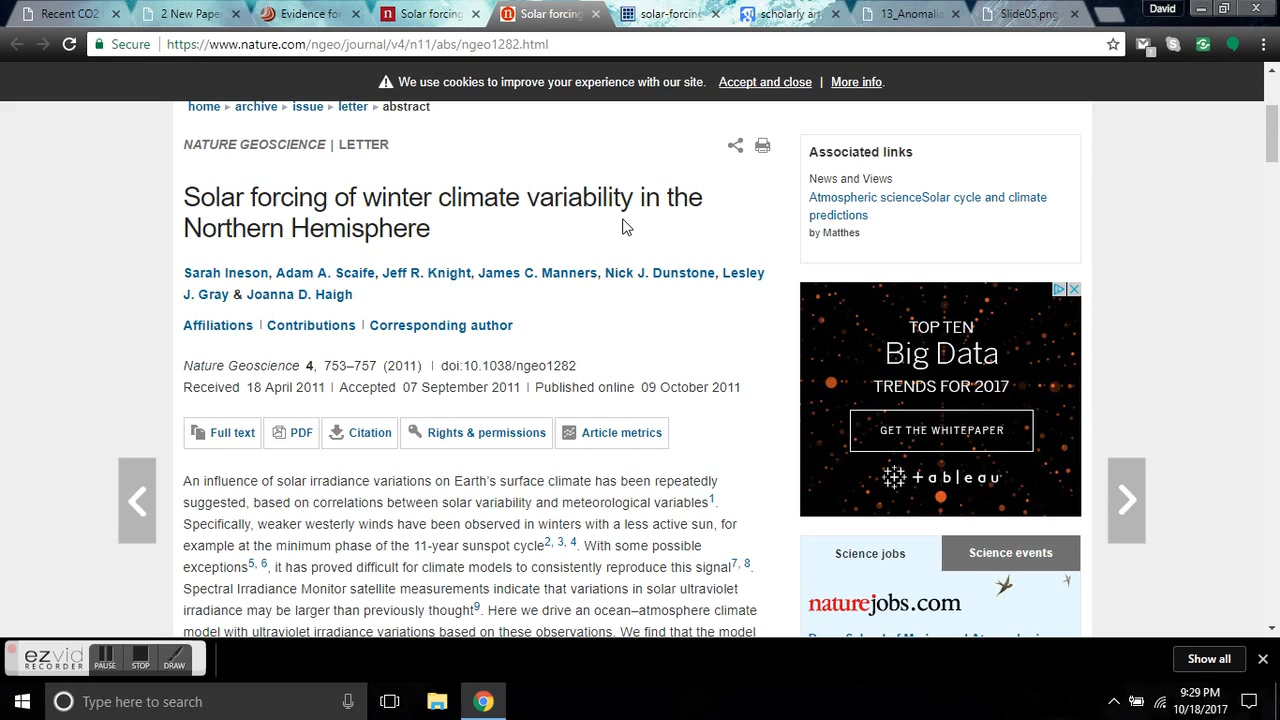 Recent CO2
2 New Paper
Evidence for
Solar forcing
Solar forcing
solar-forcing
scholarly art
13_Anomalie
Slide05.png
David
Secure
https://www.nature.com/ngeo/journal/v4/n11/abs/ngeo1282.html
We use cookies to improve your experience with our site. Accept and close | More info.
home ▸ archive ▸ issue ▸ letter ▸ abstract
NATURE GEOSCIENCE | LETTER
Solar forcing of winter climate variability in the
Northern Hemisphere
Sarah Ineson, Adam A. Scaife, Jeff R. Knight, James C. Manners, Nick J. Dunstone, Lesley
J. Gray & Joanna D. Haigh
Affiliations | Contributions | Corresponding author
Nature Geoscience 4, 753–757 (2011) | doi:10.1038/ngeo1282
Received 18 April 2011 | Accepted 07 September 2011 | Published online 09 October 2011
Full text
PDF
Citation
Rights & permissions
Article metrics
An influence of solar irradiance variations on Earth's surface climate has been repeatedly
suggested, based on correlations between solar variability and meteorological variables1.
Specifically, weaker westerly winds have been observed in winters with a less active sun, for
example at the minimum phase of the 11-year sunspot cycle2, 3, 4. With some possible
exceptions5, 6, it has proved difficult for climate models to consistently reproduce this signal7, 8.
Spectral Irradiance Monitor satellite measurements indicate that variations in solar ultraviolet
irradiance may be larger than previously thought9. Here we drive an ocean–atmosphere climate
model with ultraviolet irradiance variations based on these observations. We find that the model
Associated links
News and Views
Atmospheric scienceSolar cycle and climate
predictions
by Matthes
TOP TEN
Big Data
TRENDS FOR 2017
GET THE WHITEPAPER
+tableau
Science jobs
Science events
naturejobs.com
ezvid
RECORDER
PAUSE
STOP
DRAW
Show all
Type here to search
9:29 PM
10/18/2017